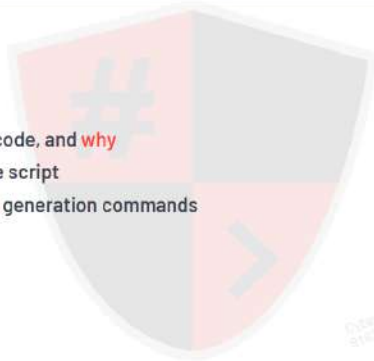 code, and why
e script
generation commands
#
>